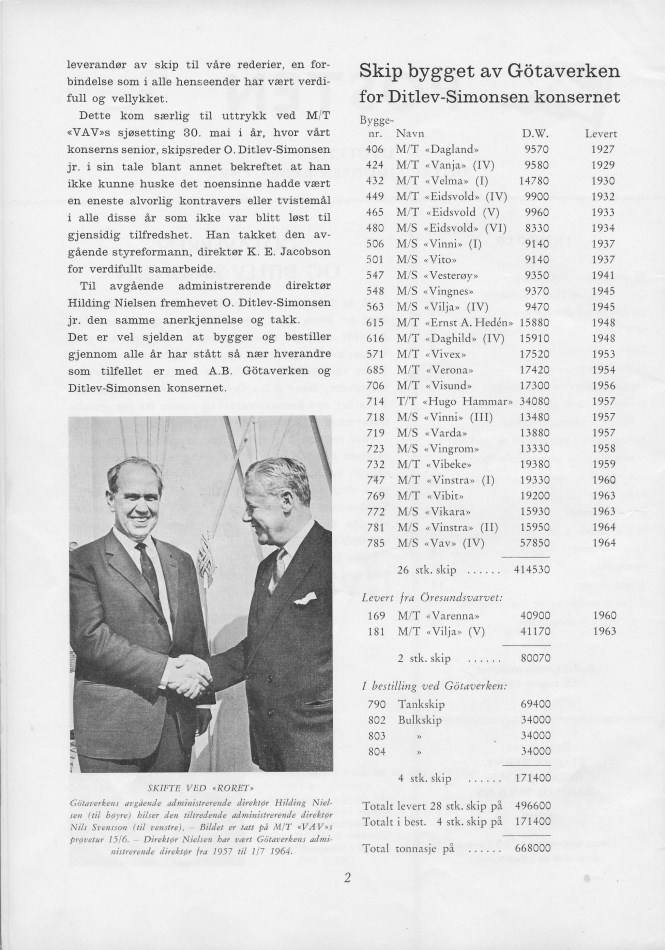 leverandør av skip til våre rederier, en for-
bindelse som i alle henseender har vært verdi-
full og vellykket.
Dette kom særlig til uttrykk ved M/T
«VAV»s sjøsetting 30. mai i år, hvor vårt
konserns senior, skipsreder O. Ditlev-Simonsen
jr. i sin tale blant annet bekreftet at han
ikke kunne huske det noensinne hadde vært
en eneste alvorlig kontravers eller tvistemål
i alle disse år som ikke var blitt løst til
gjensidig tilfredshet. Han takket den av-
gående styreformann, direktør K. E. Jacobson
for verdifullt samarbeide.
Til avgående administrerende direktør
Hilding Nielsen fremhevet O. Ditlev-Simonsen
jr. den samme anerkjennelse og takk.
Det er vel sjelden at bygger og bestiller
gjennom alle år har stått så nær hverandre
som tilfellet er med A.B. Götaverken og
Ditlev-Simonsen konsernet.
SKIFTE VED «RORET»
Götaverkens avgående administrerende direktør Hilding Niel-
sen (til høyre) hilser den tiltredende administrerende direktør
Nils Svensson (til venstre). – Bildet er tatt på M/T «VAV»s
prøvetur 15/6. – Direktør Nielsen har vært Götaverkens admi-
nistrerende direktør fra 1957 til 1/7 1964.
Skip bygget av Götaverken
for Ditlev-Simonsen konsernet
Bygge-
nr. Navn D.W. Levert
406 M/T «Dagland» 9570 1927
424 M/T «Vanja» (IV) 9580 1929
432 M/T «Velma» (I) 14780 1930
449 M/T «Eidsvold» (IV) 9900 1932
465 M/T «Eidsvold (V) 9960 1933
480 M/S «Eidsvold» (VI) 8330 1934
506 M/S «Vinni» (I) 9140 1937
501 M/S «Vito» 9140 1937
547 M/S «Vesterøy» 9350 1941
548 M/S «Vingnes» 9370 1945
563 M/S «Vilja» (IV) 9470 1945
615 M/T «Ernst A. Hedén» 15880 1948
616 M/T «Daghild» (IV) 15910 1948
571 M/T «Vivex» 17520 1953
685 M/T «Verona» 17420 1954
706 M/T «Visund» 17300 1956
714 T/T «Hugo Hammar» 34080 1957
718 M/S «Vinni» (III) 13480 1957
719 M/S «Varda» 13880 1957
723 M/S «Vingrom» 13330 1958
732 M/T «Vibeke» 19380 1959
747 M/T «Vinstra» (I) 19330 1960
769 M/T «Vibit» 19200 1963
772 M/S «Vikara» 15930 1963
781 M/S «Vinstra» (II) 15950 1964
785 M/S «Vav» (IV) 57850 1964
26 stk. skip ...... 414530
Levert fra Öresundsvarvet:
169 M/T «Varenna» 40900 1960
181 M/T «Vilja» (V) 41170 1963
2 stk. skip ...... 80070
I bestilling ved Götaverken:
790 Tankskip 69400
802 Bulkskip 34000
803 » 34000
804 » 34000
4 stk. skip ...... 171400
Totalt levert 28 stk. skip på 496600
Totalt i best. 4 stk. skip på 171400
Total tonnasje på ...... 668000
2